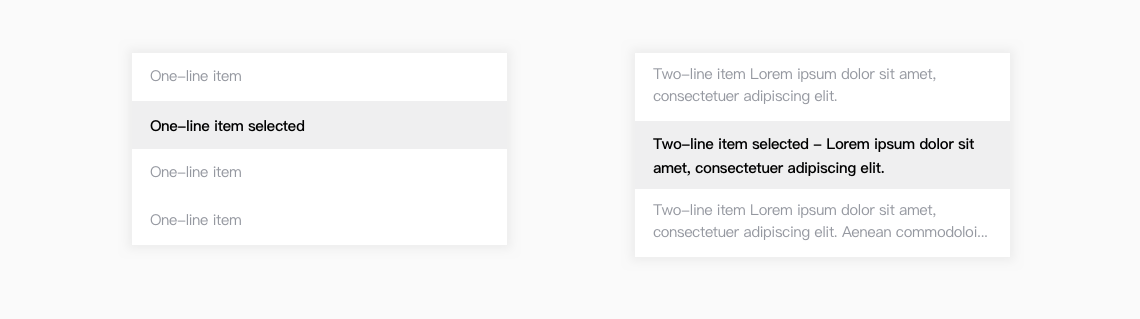 One-line item
One-line item selected
One-line item
One-line item
Two-line item Lorem ipsum dolor sit amet,
consectetuer adipiscing elit.
Two-line item selected - Lorem ipsum dolor sit
amet, consectetuer adipiscing elit.
Two-line item Lorem ipsum dolor sit amet,
consectetuer adipiscing elit. Aenean commodoloi...